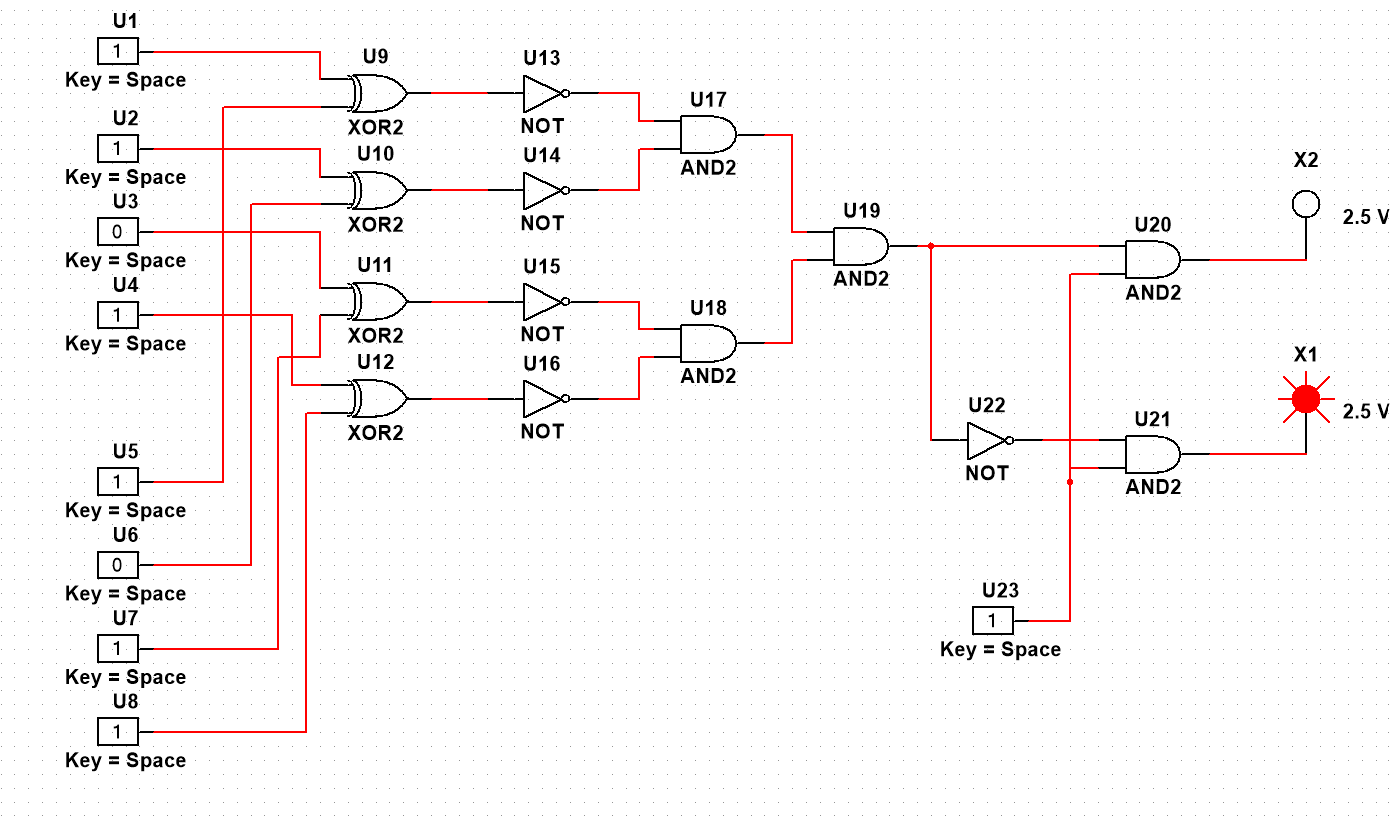 U1
1
Key = Space
U2
1
Key = Space
U3
0
Key = Space
U4
1
Key = Space
U5
1
Key = Space
U6
0
Key = Space
U7
1
Key = Space
U8
1
Key = Space
U9
XOR2
U10
XOR2
U11
XOR2
U12
XOR2
U13
NOT
U14
NOT
U15
NOT
U16
NOT
U17
AND2
U18
AND2
U19
AND2
U22
NOT
U23
1
Key = Space
U20
AND2
U21
AND2
X2
2.5 V
X1
2.5 V